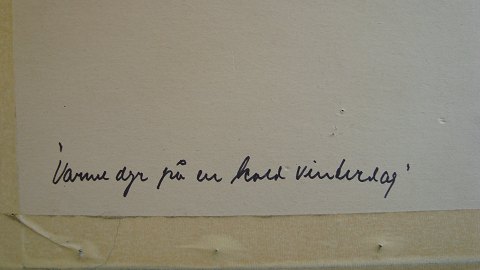 'Varme dyr på en kold vinterdag'